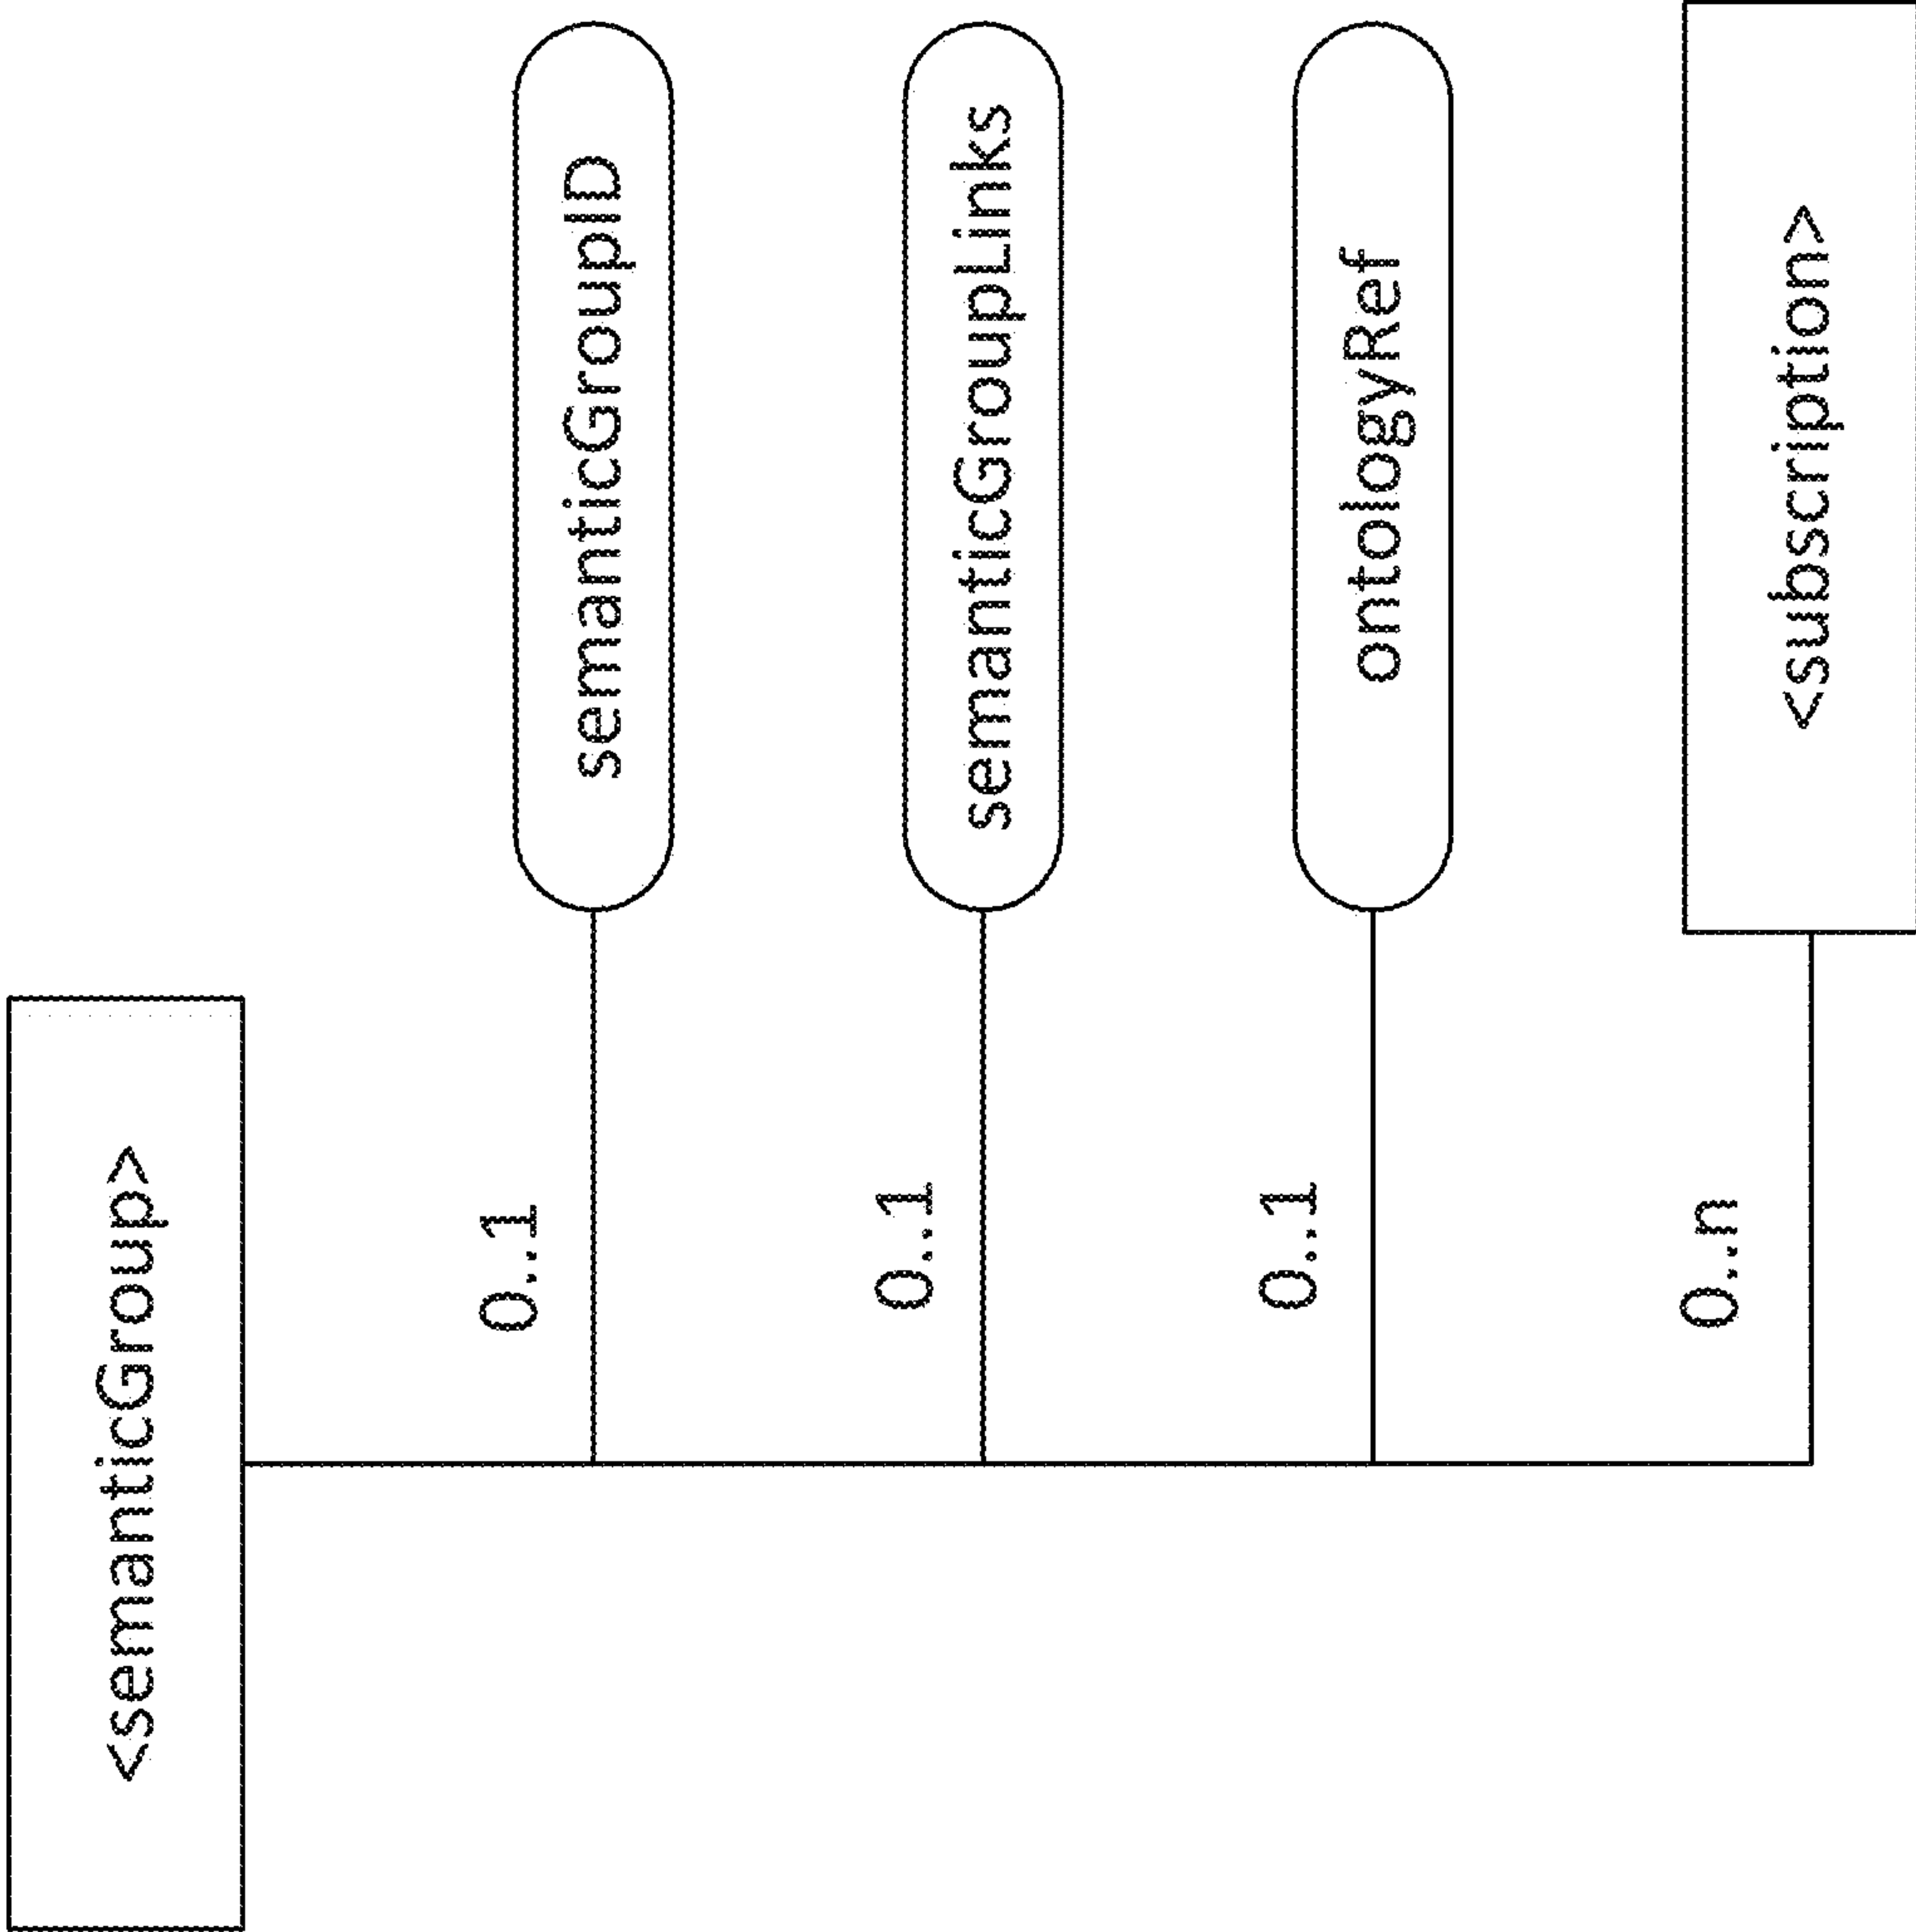 <semanticGroup>
0..1
semanticGroupID
0..1
semanticGroupLinks
0..1
ontologyRef
0..n
<subscription>